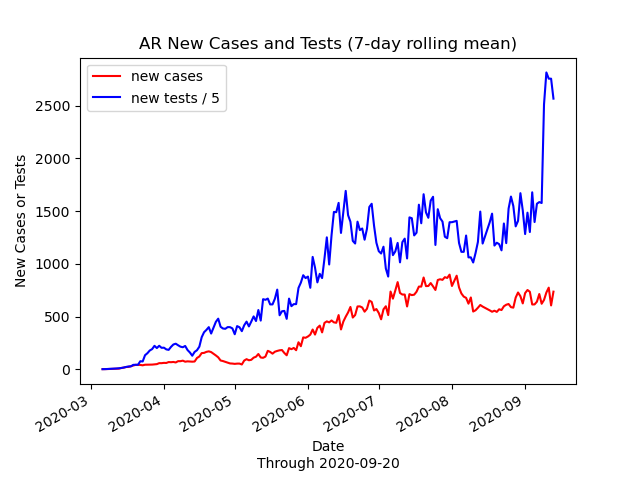 AR New Cases and Tests (7-day rolling mean)
new cases
new tests / 5
New Cases or Tests
2500
2000
1500
1000
500
0
2020-03
2020-04
2020-05
2020-06
2020-07
2020-08
2020-09
Date
Through 2020-09-20